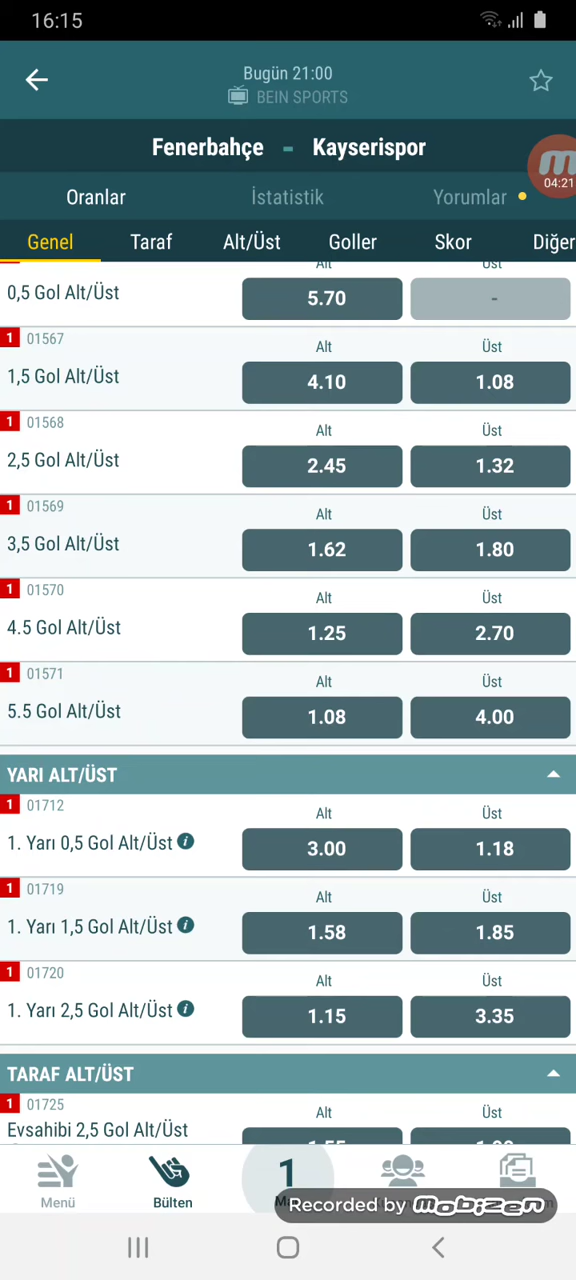 16:15
Bugün 21:00
BEIN SPORTS
Fenerbahçe - Kayserispor
04:21
Oranlar İstatistik Yorumlar
Genel Taraf Alt/Üst Goller Skor Diğer
Alt Üst
0,5 Gol Alt/Üst 5.70 -
1 01567
Alt Üst
1,5 Gol Alt/Üst 4.10 1.08
1 01568
Alt Üst
2,5 Gol Alt/Üst 2.45 1.32
1 01569
Alt Üst
3,5 Gol Alt/Üst 1.62 1.80
1 01570
Alt Üst
4.5 Gol Alt/Üst 1.25 2.70
1 01571
Alt Üst
5.5 Gol Alt/Üst 1.08 4.00
YARI ALT/ÜST
1 01712
Alt Üst
1. Yarı 0,5 Gol Alt/Üst 3.00 1.18
1 01719
Alt Üst
1. Yarı 1,5 Gol Alt/Üst 1.58 1.85
1 01720
Alt Üst
1. Yarı 2,5 Gol Alt/Üst 1.15 3.35
TARAF ALT/ÜST
1 01725
Alt Üst
Evsahibi 2,5 Gol Alt/Üst
1
Menü Bülten
Recorded by mobizen